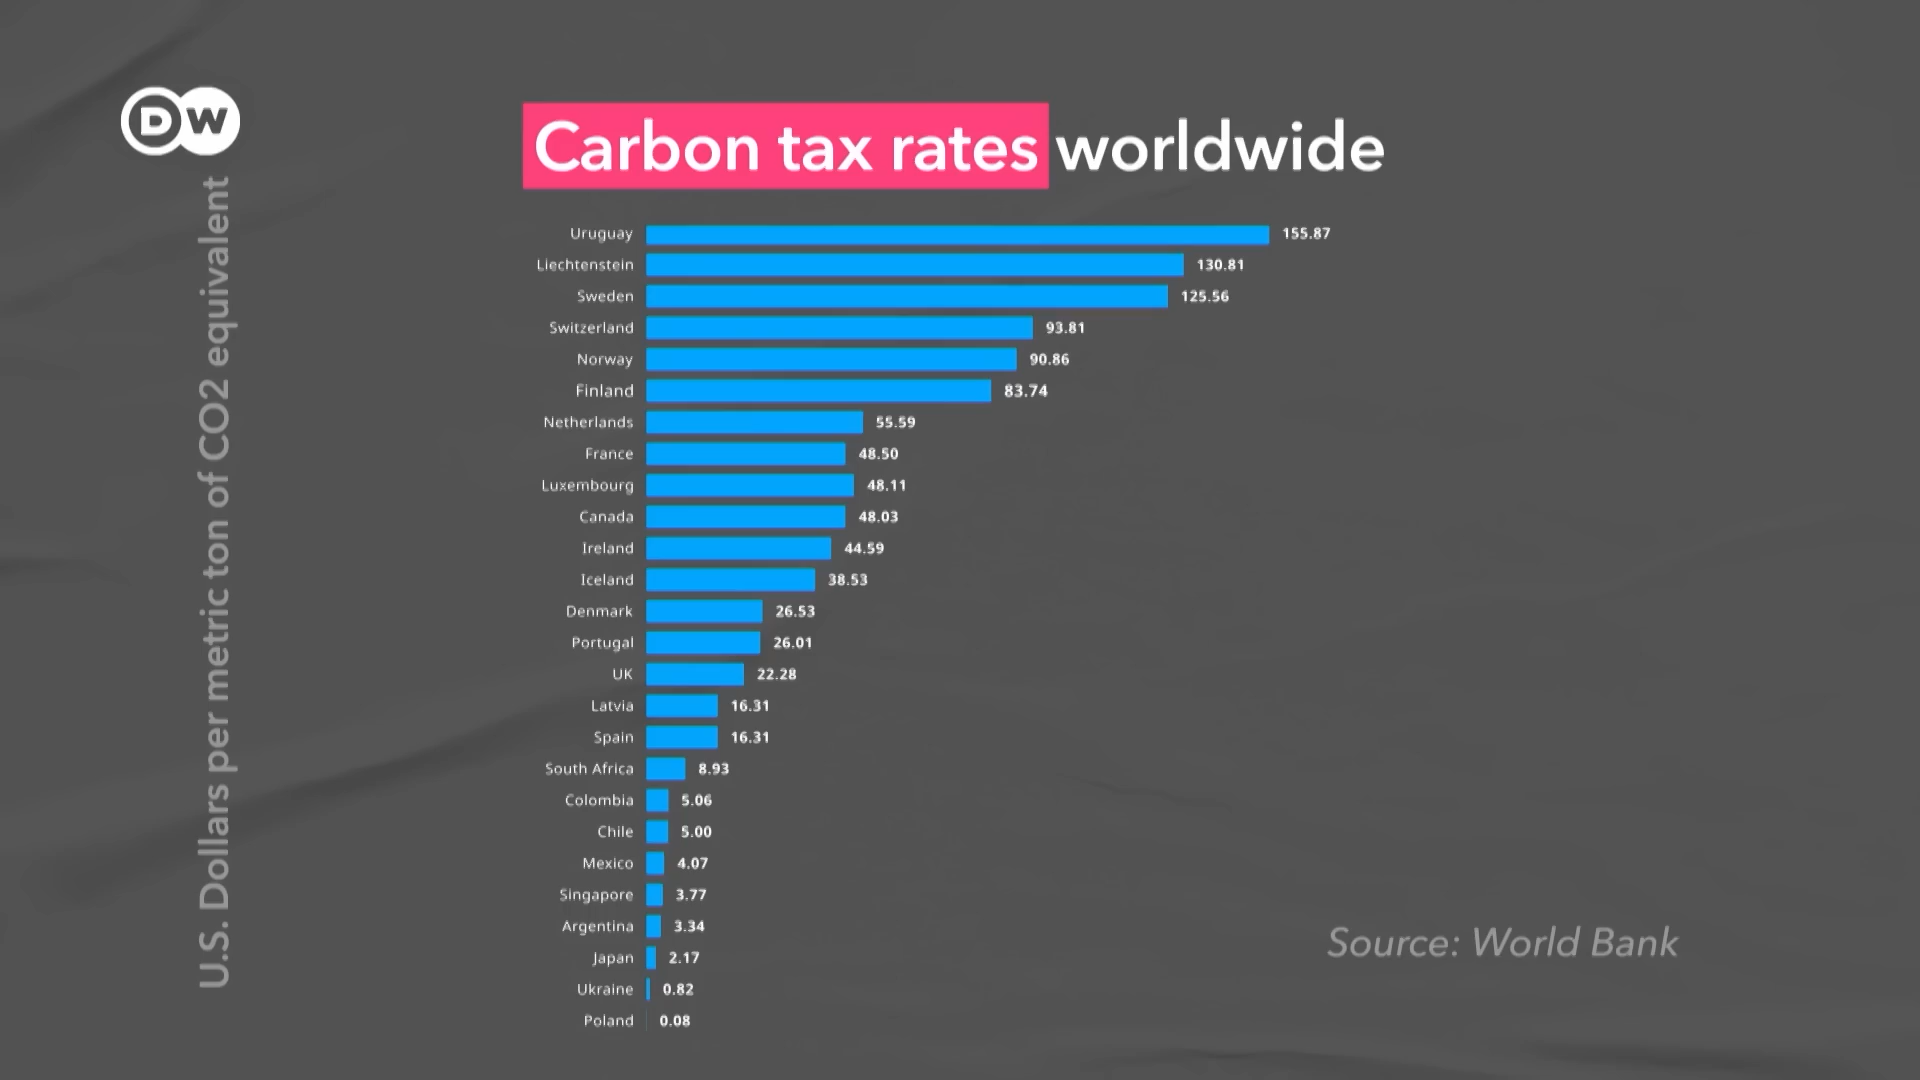 DW
Carbon tax rates worldwide
U.S. Dollars per metric ton of CO2 equivalent
Uruguay 155.87
Liechtenstein 130.81
Sweden 125.56
Switzerland 93.81
Norway 90.86
Finland 83.74
Netherlands 55.59
France 48.50
Luxembourg 48.11
Canada 48.03
Ireland 44.59
Iceland 38.53
Denmark 26.53
Portugal 26.01
UK 22.28
Latvia 16.31
Spain 16.31
South Africa 8.93
Colombia 5.06
Chile 5.00
Mexico 4.07
Singapore 3.77
Argentina 3.34
Japan 2.17
Ukraine 0.82
Poland 0.08
Source: World Bank